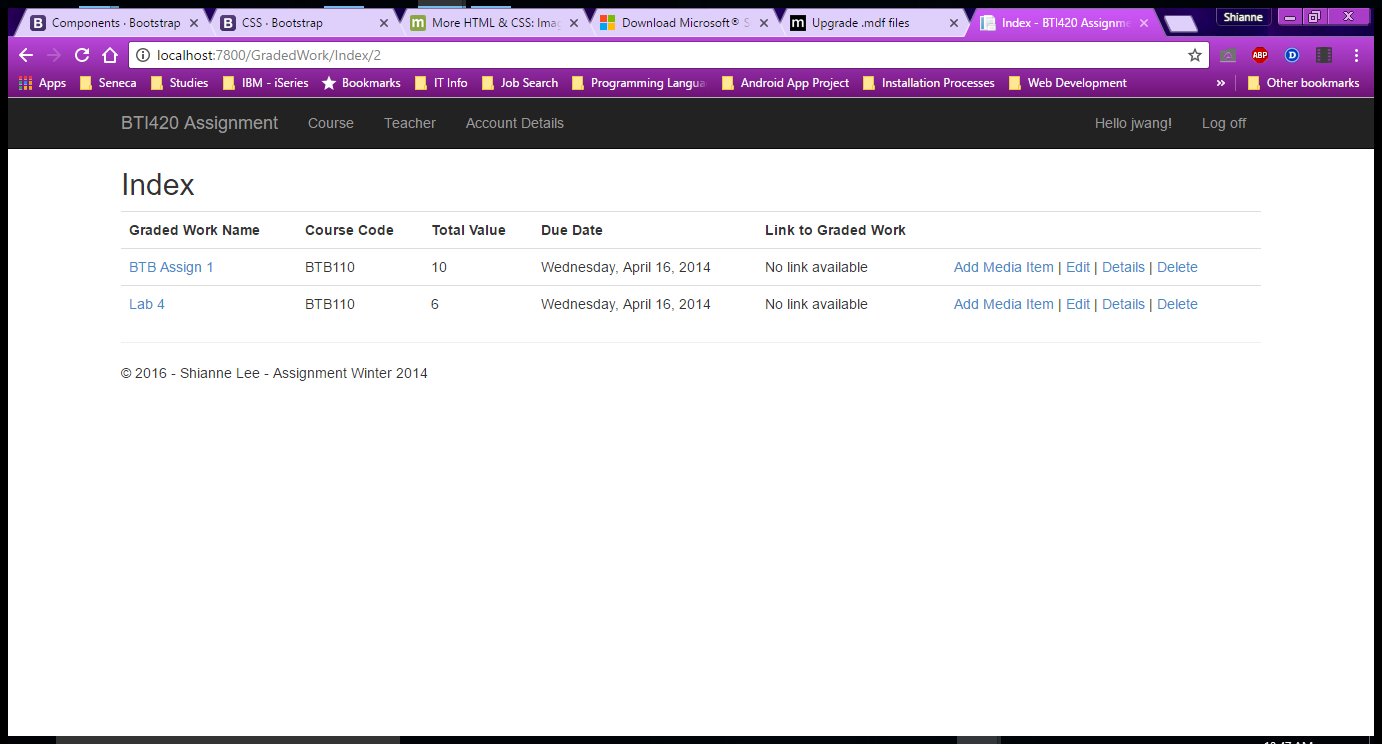 Components · Bootstrap
CSS · Bootstrap
More HTML & CSS: Imag
Download Microsoft® S
Upgrade .mdf files
Index - BTI420 Assignme
Shianne
localhost:7800/GradedWork/Index/2
ABP
D
Apps Seneca Studies IBM - iSeries Bookmarks IT Info Job Search Programming Langua Android App Project Installation Processes Web Development » Other bookmarks
BTI420 Assignment Course Teacher Account Details Hello jwang! Log off
Index
Graded Work Name Course Code Total Value Due Date Link to Graded Work
BTB Assign 1 BTB110 10 Wednesday, April 16, 2014 No link available Add Media Item | Edit | Details | Delete
Lab 4 BTB110 6 Wednesday, April 16, 2014 No link available Add Media Item | Edit | Details | Delete
© 2016 - Shianne Lee - Assignment Winter 2014